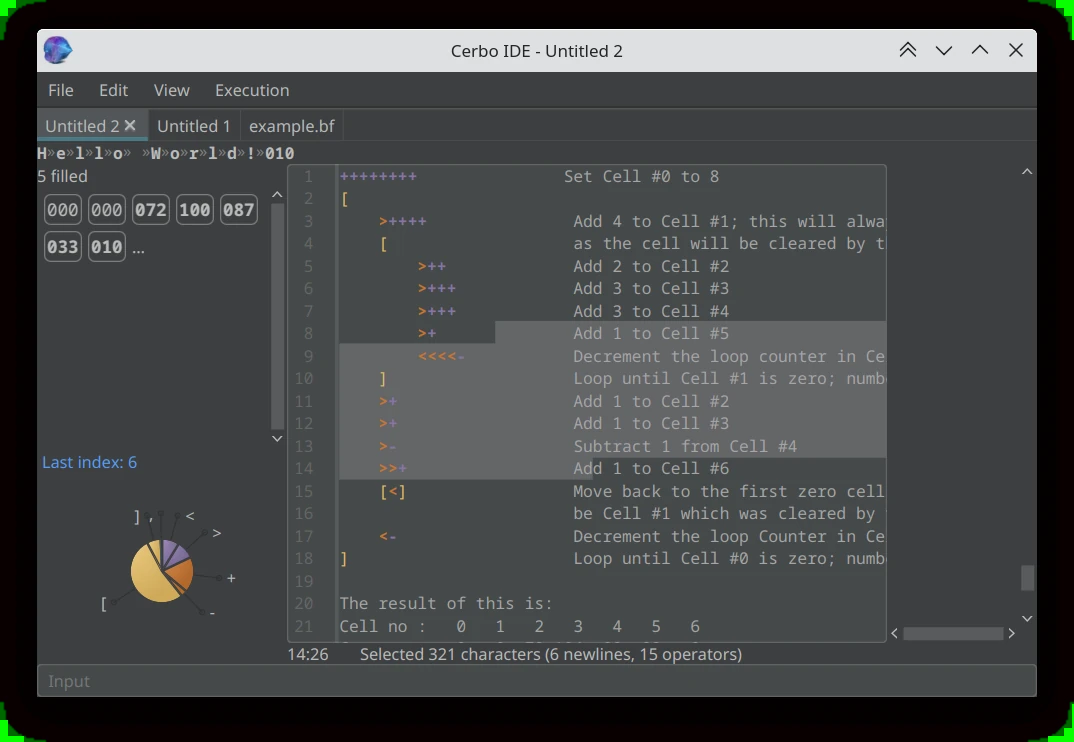 Cerbo IDE - Untitled 2
File Edit View Execution
Untitled 2 Untitled 1 example.bf
H»e»l»l»o» »W»o»r»l»d»!»010
5 filled
000 000 072 100 087
033 010 ...
Last index: 6
] , . < > + - [
1 ++++++++ Set Cell #0 to 8
2 [
3 >++++ Add 4 to Cell #1; this will alwa
4 [ as the cell will be cleared by t
5 >++ Add 2 to Cell #2
6 >+++ Add 3 to Cell #3
7 >+++ Add 3 to Cell #4
8 >+ Add 1 to Cell #5
9 <<<<- Decrement the loop counter in Ce
10 ] Loop until Cell #1 is zero; numb
11 >+ Add 1 to Cell #2
12 >+ Add 1 to Cell #3
13 >- Subtract 1 from Cell #4
14 >>+ Add 1 to Cell #6
15 [<] Move back to the first zero cell
16 be Cell #1 which was cleared by
17 <- Decrement the loop Counter in Ce
18 ] Loop until Cell #0 is zero; numb
19
20 The result of this is:
21 Cell no : 0 1 2 3 4 5 6
14:26 Selected 321 characters (6 newlines, 15 operators)
Input